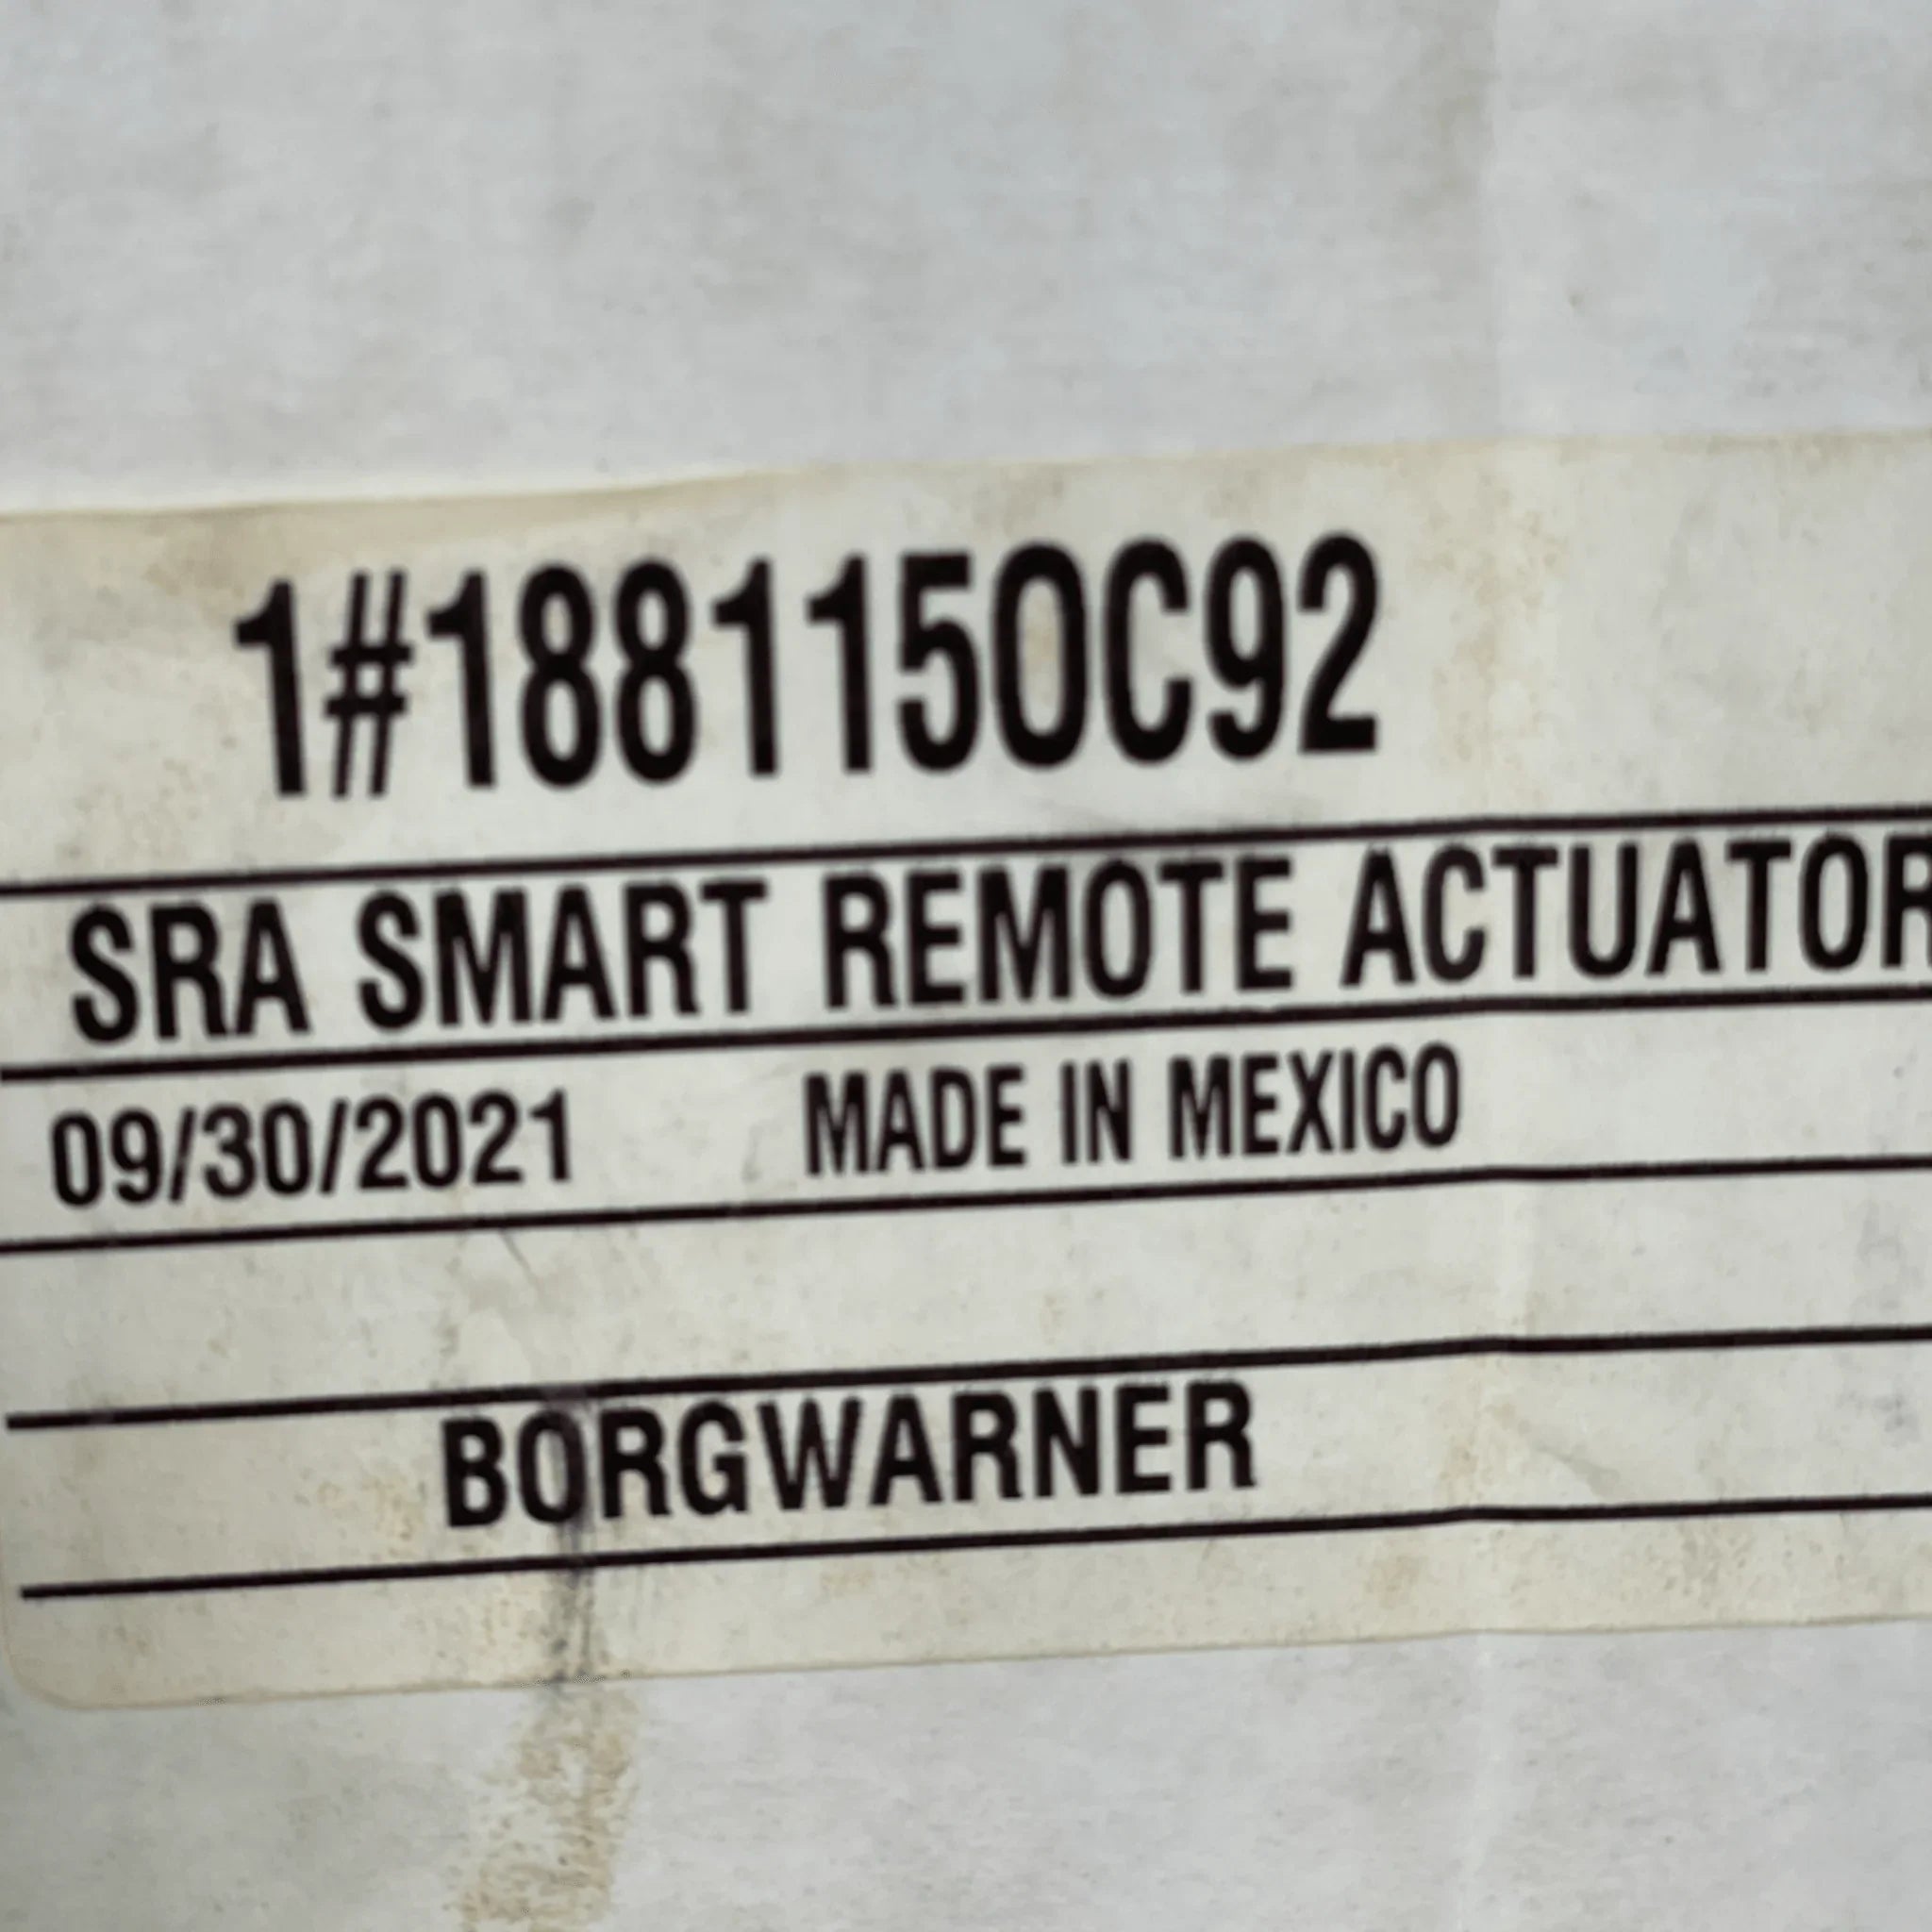 1#1881150C92
SRA SMART REMOTE ACTUATOR
09/30/2021 MADE IN MEXICO
BORGWARNER